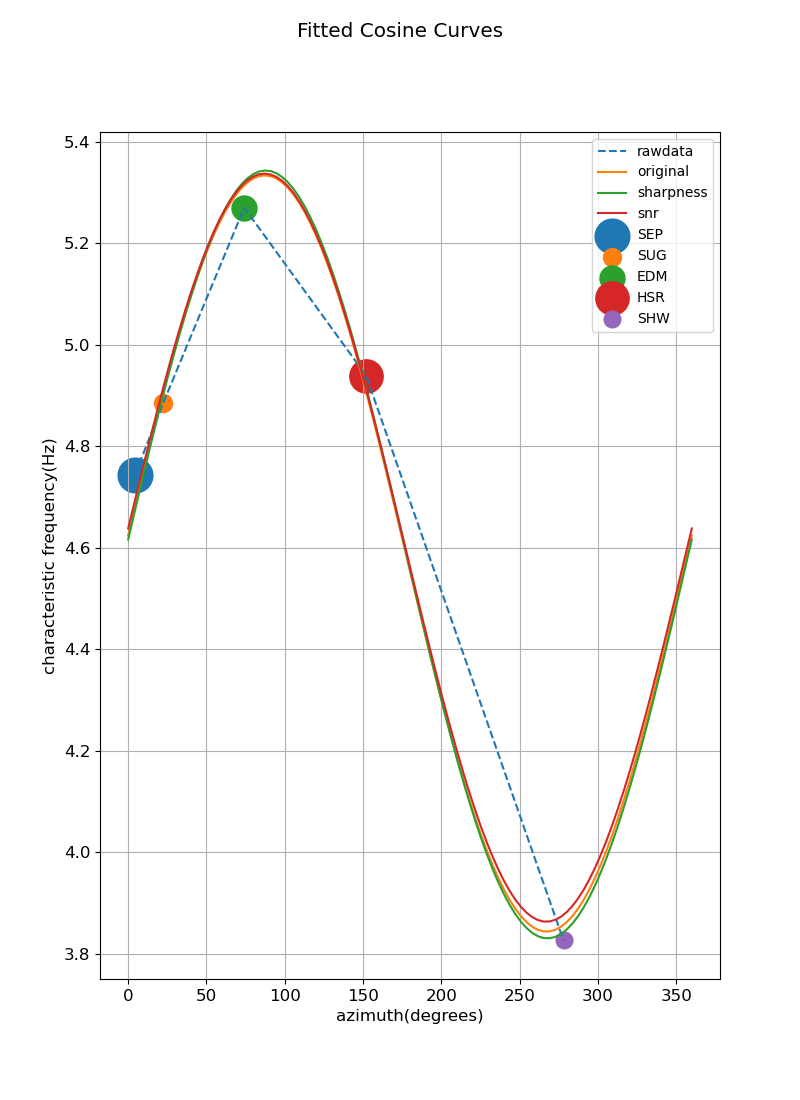 Fitted Cosine Curves
5.4
5.2
5.0
4.8
4.6
4.4
4.2
4.0
3.8
characteristic frequency(Hz)
rawdata
original
sharpness
snr
SEP
SUG
EDM
HSR
SHW
0 50 100 150 200 250 300 350
azimuth(degrees)